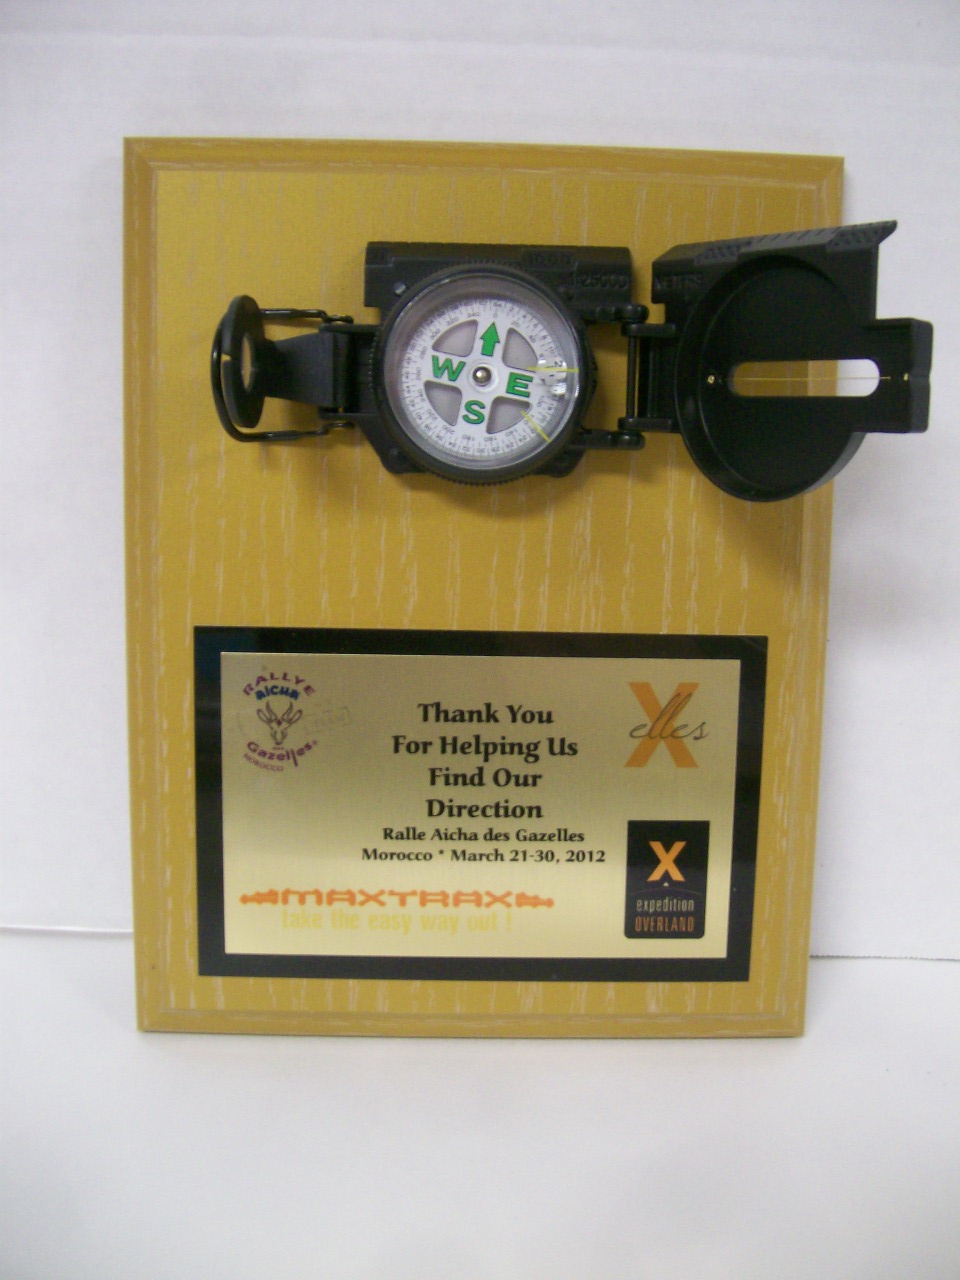 W
E
S
RALLYE
AICHA
Gazelles
MOROCCO
X
elles
Thank You
For Helping Us
Find Our
Direction
Ralle Aicha des Gazelles
Morocco * March 21-30, 2012
MAXTRAX
take the easy way out !
X
expedition
OVERLAND